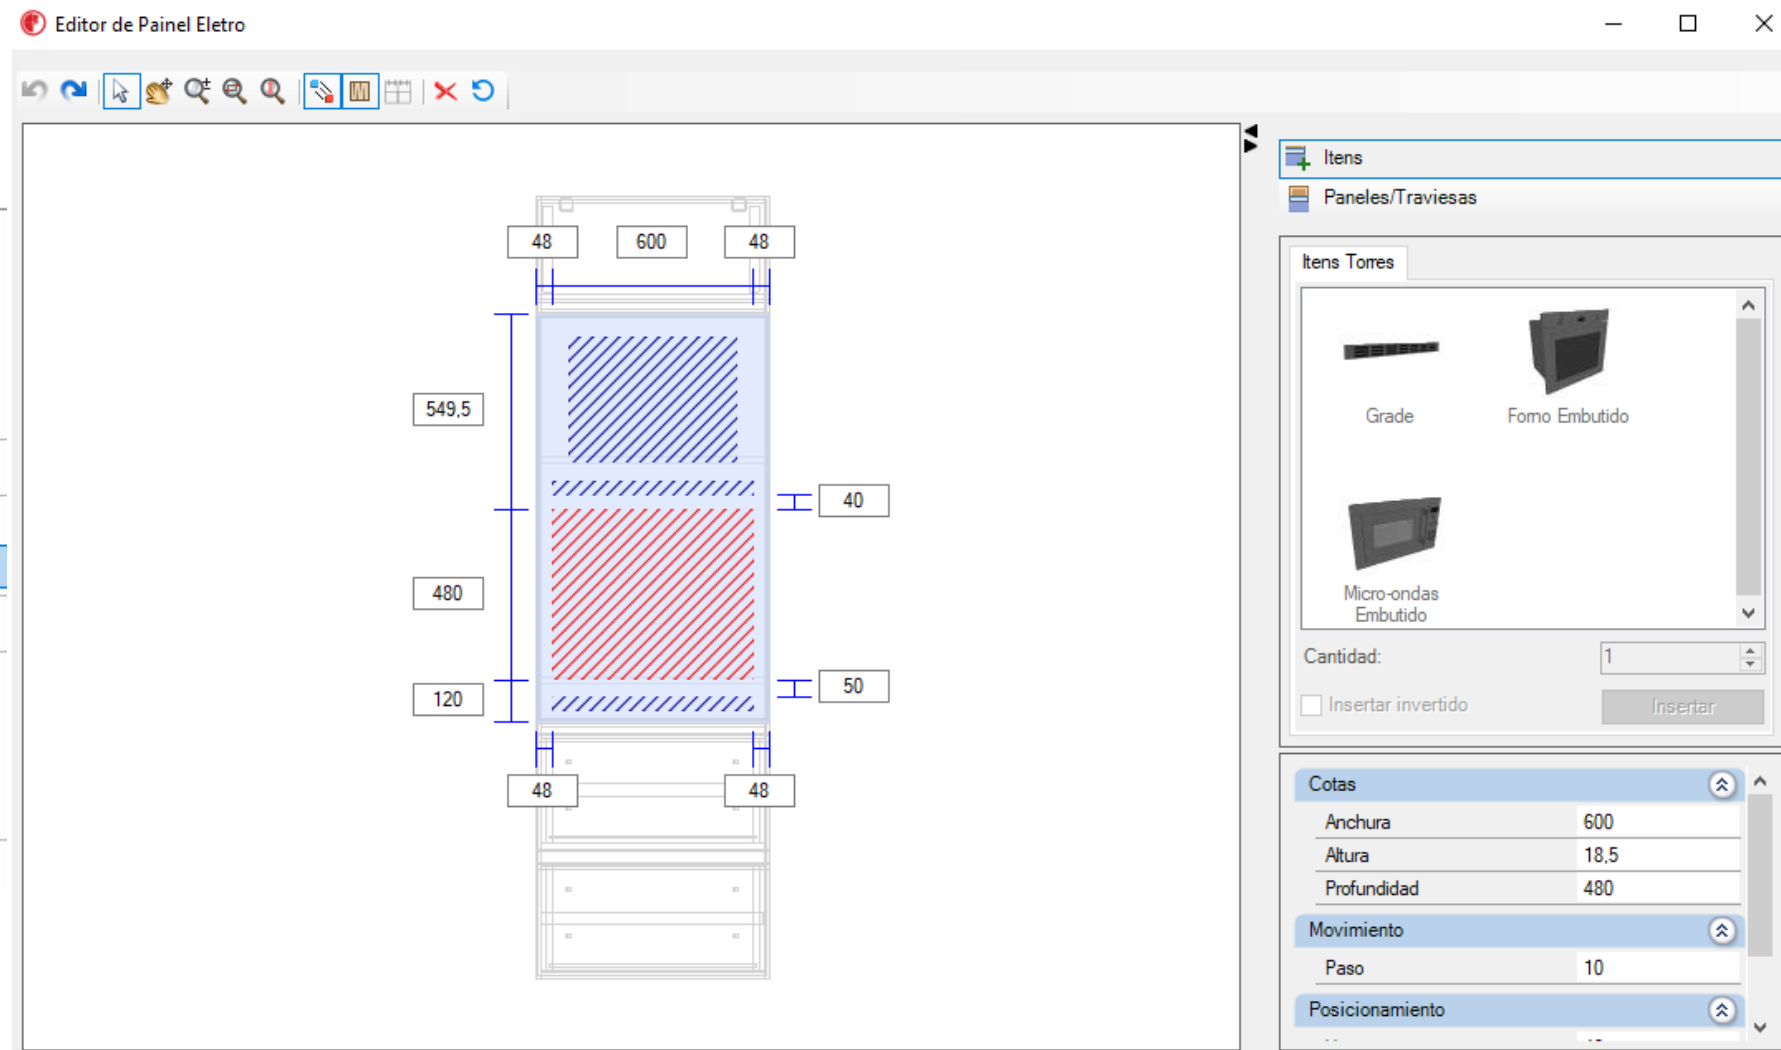 Editor de Painel Eletro
Itens
Paneles/Traviesas
48
600
48
Itens Torres
549,5
Grade
Forno Embutido
40
480
Micro-ondas
Embutido
Cantidad:
1
50
120
Insertar invertido
Insertar
48
48
Cotas
Anchura
600
Altura
18,5
Profundidad
480
Movimiento
Paso
10
Posicionamiento